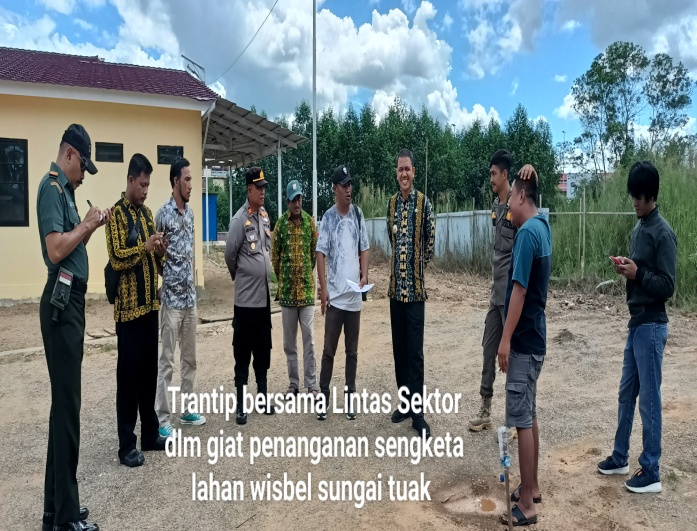 Trantip bersama Lintas Sektor
dlm giat penanganan sengketa
lahan wisbel sungai tuak